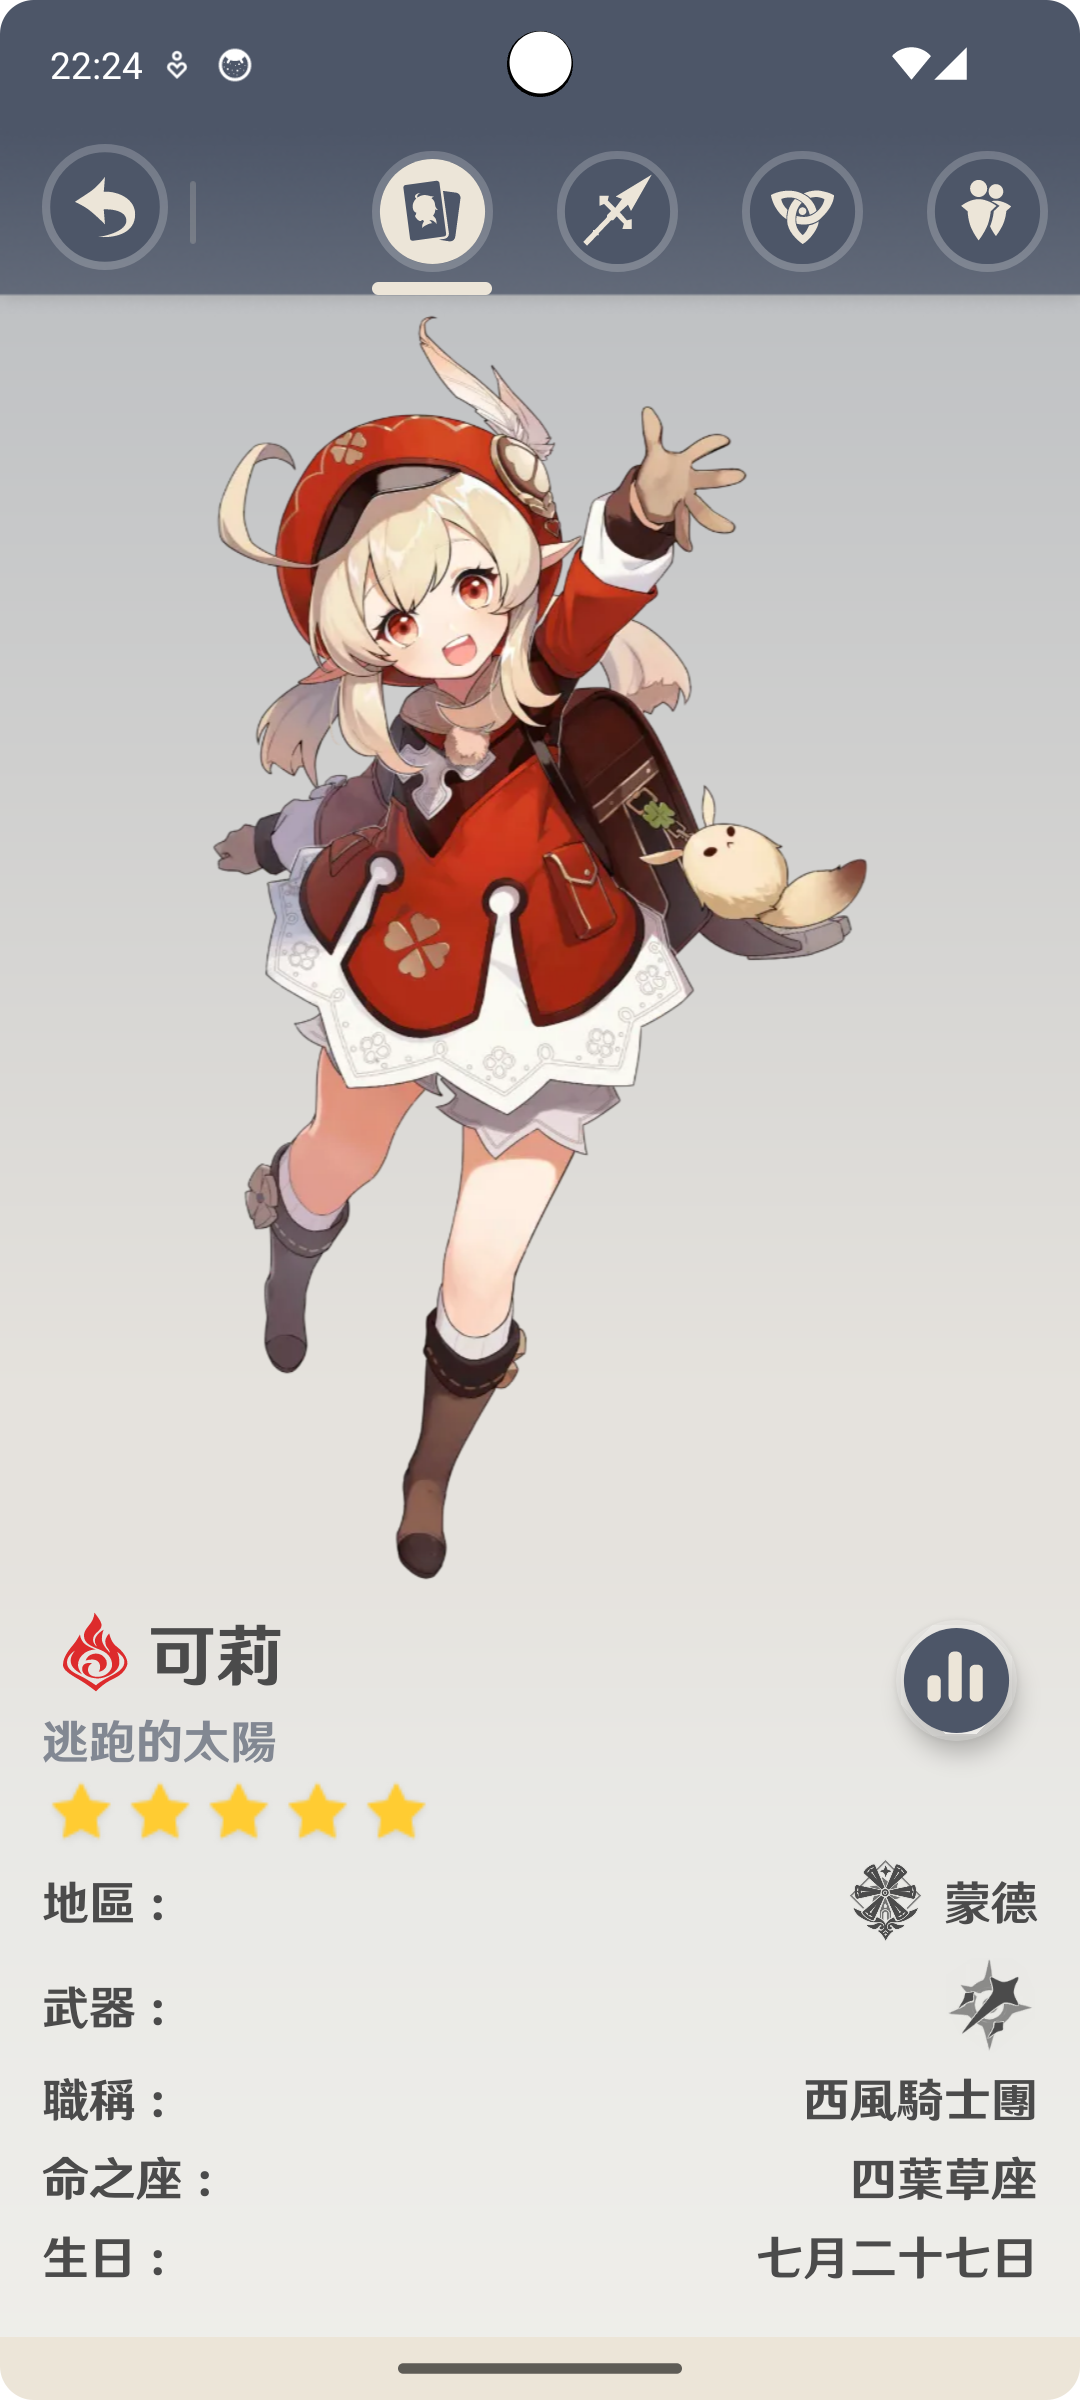 22:24
可莉
逃跑的太陽
地區： 蒙德
武器：
職稱： 西風騎士團
命之座： 四葉草座
生日： 七月二十七日